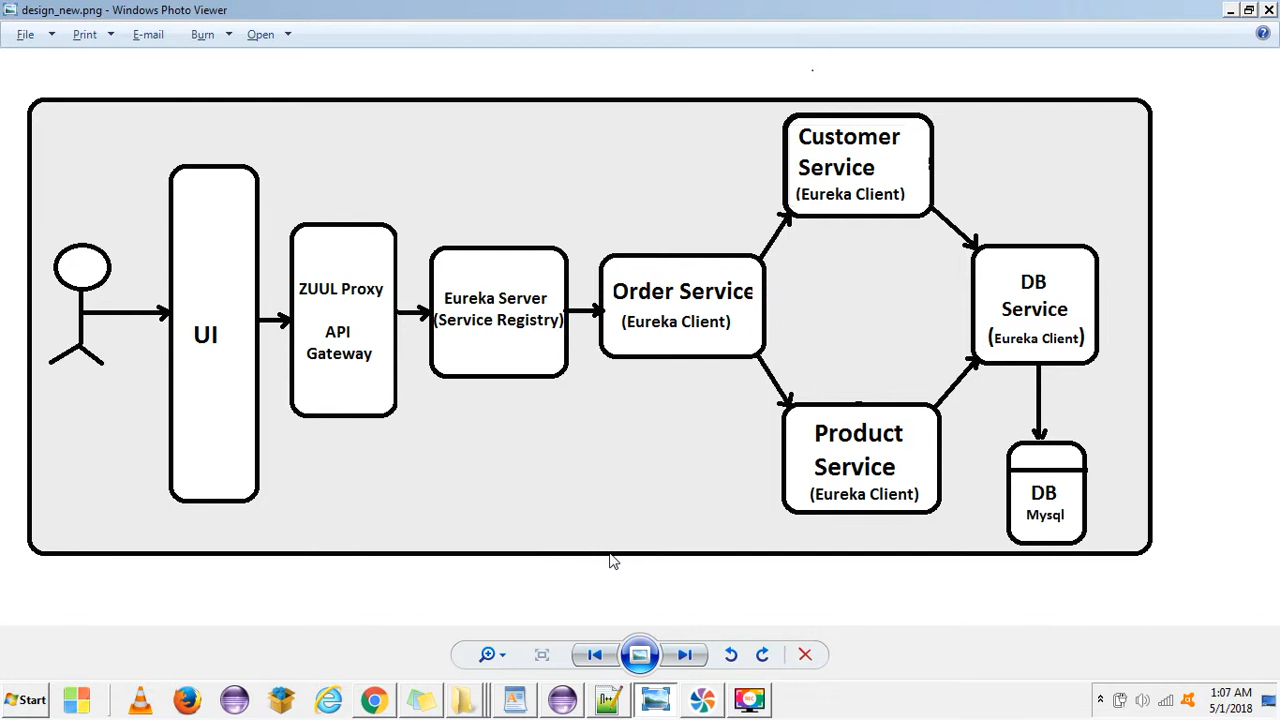 design_new.png - Windows Photo Viewer
File Print E-mail Burn Open
Customer
Service
(Eureka Client)
UI
ZUUL Proxy
API
Gateway
Eureka Server
(Service Registry)
Order Service
(Eureka Client)
DB
Service
(Eureka Client)
Product
Service
(Eureka Client)
DB
Mysql
Start
1:07 AM
5/1/2018